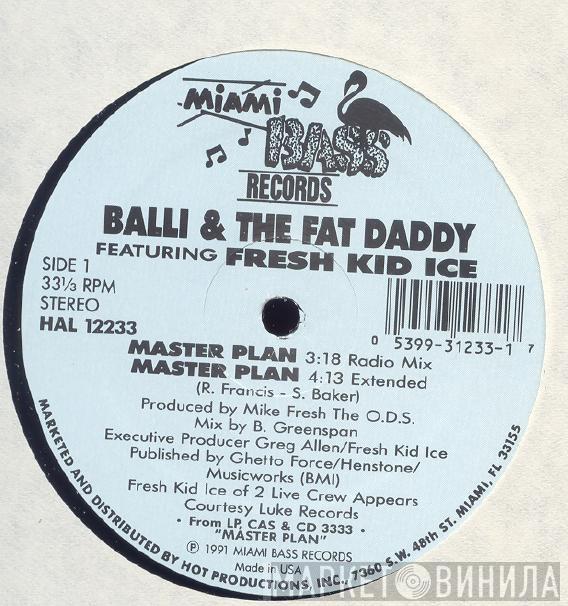 MiAMi
BASS
RECORDS
BALLI & THE FAT DADDY
FEATURING FRESH KID ICE
SIDE 1
33⅓ RPM
STEREO
HAL 12233
0 5399-31233-1 7
MASTER PLAN 3:18 Radio Mix
MASTER PLAN 4:13 Extended
(R. Francis - S. Baker)
Produced by Mike Fresh The O.D.S.
Mix by B. Greenspan
Executive Producer Greg Allen/Fresh Kid Ice
Published by Ghetto Force/Henstone/
Musicworks (BMI)
Fresh Kid Ice of 2 Live Crew Appears
Courtesy Luke Records
• From LP, CAS & CD 3333 •
"MASTER PLAN"
℗ 1991 MIAMI BASS RECORDS
Made in USA
MARKETED AND DISTRIBUTED BY HOT PRODUCTIONS, INC., 7360 S.W. 48th ST. MIAMI, FL 33155
МАРКЕТОВИНИЛА